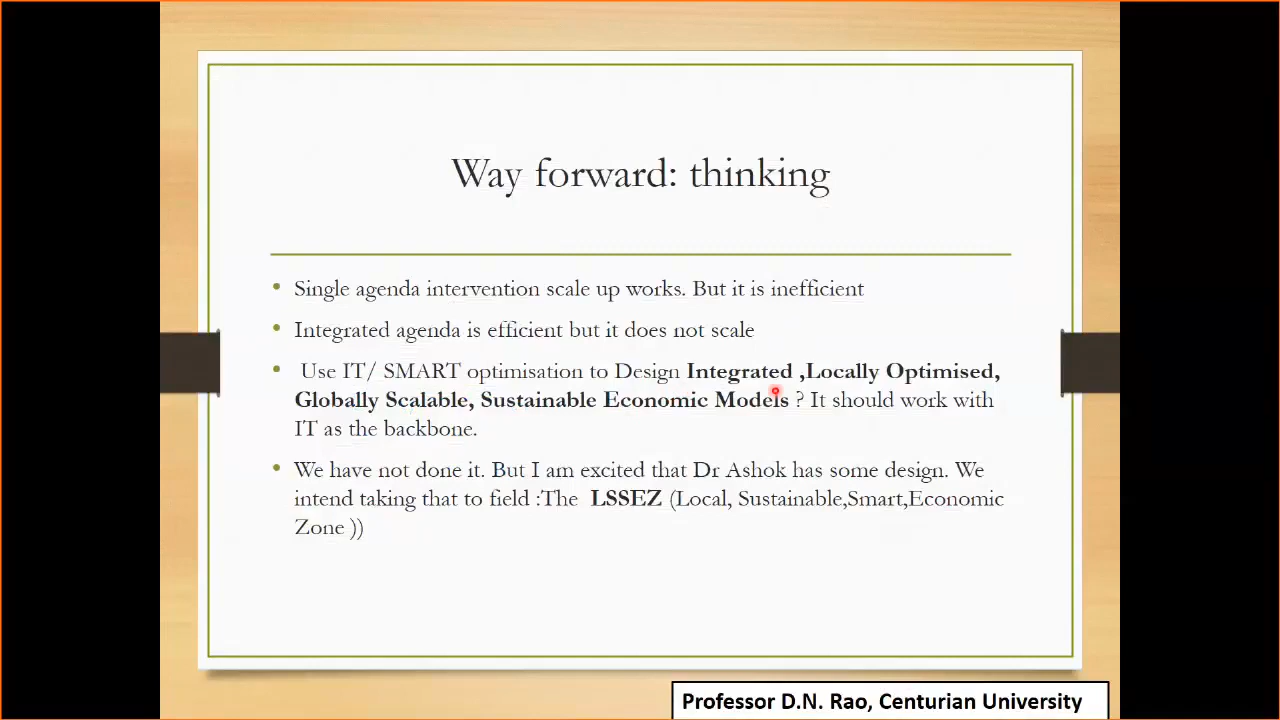 Way forward: thinking
• Single agenda intervention scale up works. But it is inefficient
• Integrated agenda is efficient but it does not scale
• Use IT/ SMART optimisation to Design Integrated ,Locally Optimised,
Globally Scalable, Sustainable Economic Models ? It should work with
IT as the backbone.
• We have not done it. But I am excited that Dr Ashok has some design. We
intend taking that to field :The LSSEZ (Local, Sustainable,Smart,Economic
Zone ))
Professor D.N. Rao, Centurian University